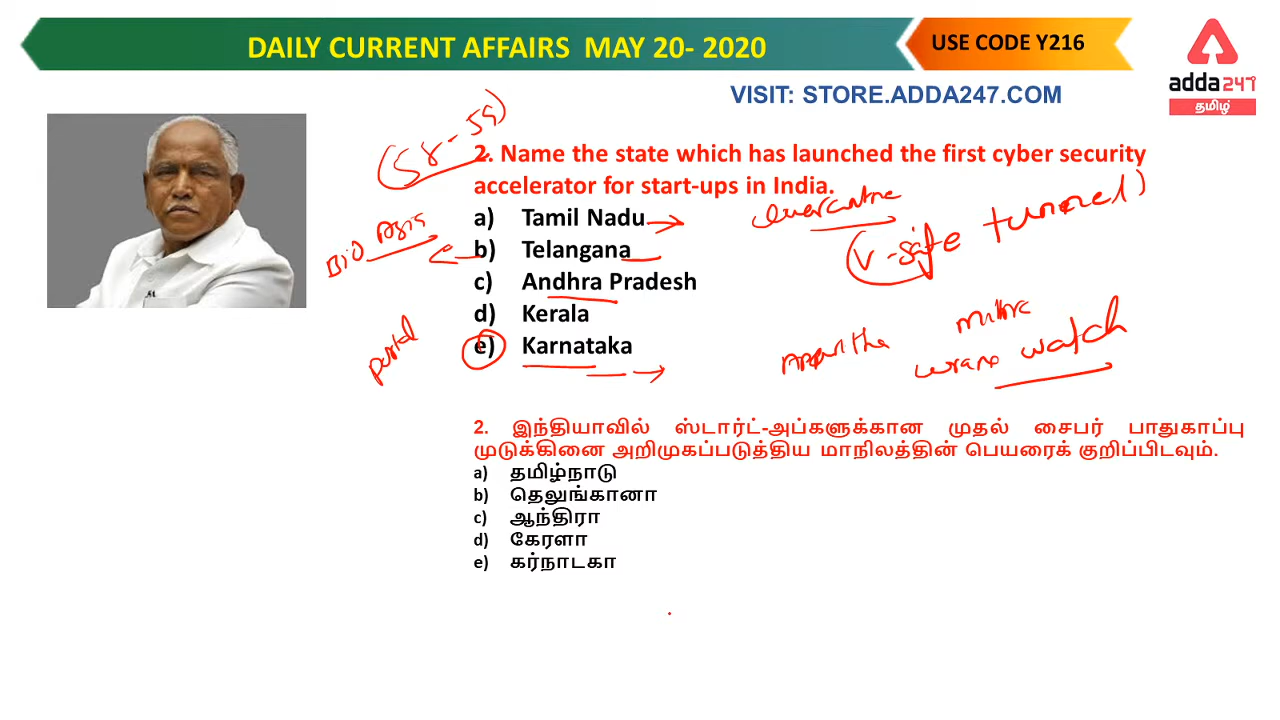 DAILY CURRENT AFFAIRS MAY 20- 2020
USE CODE Y216
adda247
தமிழ்
VISIT: STORE.ADDA247.COM
(58-59)
2. Name the state which has launched the first cyber security
accelerator for start-ups in India.
a) Tamil Nadu
b) Telangana
c) Andhra Pradesh
d) Kerala
e) Karnataka
BiO Asia
(V-safe tunnel)
portal
watch
2. இந்தியாவில் ஸ்டார்ட்-அப்களுக்கான முதல் சைபர் பாதுகாப்பு
முடுக்கினை அறிமுகப்படுத்திய மாநிலத்தின் பெயரைக் குறிப்பிடவும்.
a) தமிழ்நாடு
b) தெலுங்கானா
c) ஆந்திரா
d) கேரளா
e) கர்நாடகா